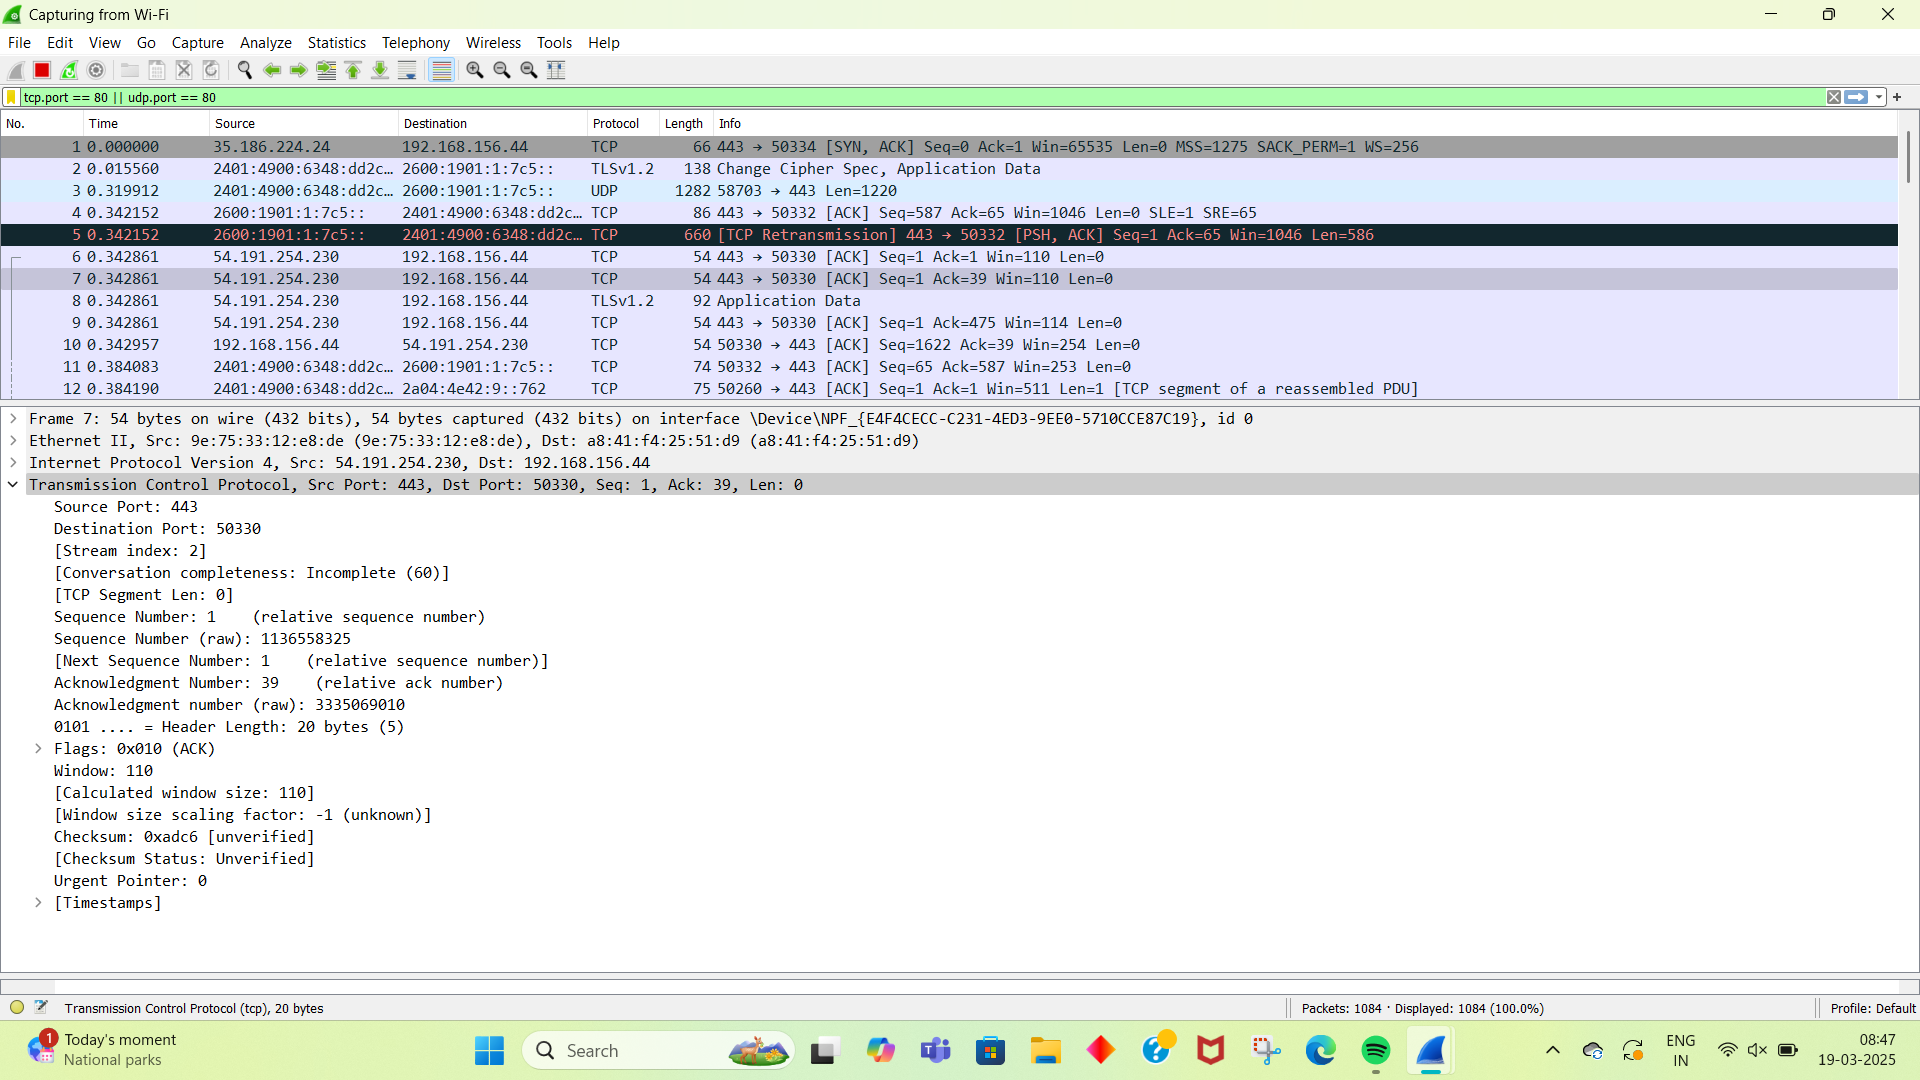 Capturing from Wi-Fi
File Edit View Go Capture Analyze Statistics Telephony Wireless Tools Help
tcp.port == 80 || udp.port == 80
No. Time Source Destination Protocol Length Info
1 0.000000 35.186.224.24 192.168.156.44 TCP 66 443 → 50334 [SYN, ACK] Seq=0 Ack=1 Win=65535 Len=0 MSS=1275 SACK_PERM=1 WS=256
2 0.015560 2401:4900:6348:dd2c… 2600:1901:1:7c5:: TLSv1.2 138 Change Cipher Spec, Application Data
3 0.319912 2401:4900:6348:dd2c… 2600:1901:1:7c5:: UDP 1282 58703 → 443 Len=1220
4 0.342152 2600:1901:1:7c5:: 2401:4900:6348:dd2c… TCP 86 443 → 50332 [ACK] Seq=587 Ack=65 Win=1046 Len=0 SLE=1 SRE=65
5 0.342152 2600:1901:1:7c5:: 2401:4900:6348:dd2c… TCP 660 [TCP Retransmission] 443 → 50332 [PSH, ACK] Seq=1 Ack=65 Win=1046 Len=586
6 0.342861 54.191.254.230 192.168.156.44 TCP 54 443 → 50330 [ACK] Seq=1 Ack=1 Win=110 Len=0
7 0.342861 54.191.254.230 192.168.156.44 TCP 54 443 → 50330 [ACK] Seq=1 Ack=39 Win=110 Len=0
8 0.342861 54.191.254.230 192.168.156.44 TLSv1.2 92 Application Data
9 0.342861 54.191.254.230 192.168.156.44 TCP 54 443 → 50330 [ACK] Seq=1 Ack=475 Win=114 Len=0
10 0.342957 192.168.156.44 54.191.254.230 TCP 54 50330 → 443 [ACK] Seq=1622 Ack=39 Win=254 Len=0
11 0.384083 2401:4900:6348:dd2c… 2600:1901:1:7c5:: TCP 74 50332 → 443 [ACK] Seq=65 Ack=587 Win=253 Len=0
12 0.384190 2401:4900:6348:dd2c… 2a04:4e42:9::762 TCP 75 50260 → 443 [ACK] Seq=1 Ack=1 Win=511 Len=1 [TCP segment of a reassembled PDU]
Frame 7: 54 bytes on wire (432 bits), 54 bytes captured (432 bits) on interface \Device\NPF_{E4F4CECC-C231-4ED3-9EE0-5710CCE87C19}, id 0
Ethernet II, Src: 9e:75:33:12:e8:de (9e:75:33:12:e8:de), Dst: a8:41:f4:25:51:d9 (a8:41:f4:25:51:d9)
Internet Protocol Version 4, Src: 54.191.254.230, Dst: 192.168.156.44
Transmission Control Protocol, Src Port: 443, Dst Port: 50330, Seq: 1, Ack: 39, Len: 0
Source Port: 443
Destination Port: 50330
[Stream index: 2]
[Conversation completeness: Incomplete (60)]
[TCP Segment Len: 0]
Sequence Number: 1 (relative sequence number)
Sequence Number (raw): 1136558325
[Next Sequence Number: 1 (relative sequence number)]
Acknowledgment Number: 39 (relative ack number)
Acknowledgment number (raw): 3335069010
0101 .... = Header Length: 20 bytes (5)
Flags: 0x010 (ACK)
Window: 110
[Calculated window size: 110]
[Window size scaling factor: -1 (unknown)]
Checksum: 0xadc6 [unverified]
[Checksum Status: Unverified]
Urgent Pointer: 0
[Timestamps]
Transmission Control Protocol (tcp), 20 bytes
Packets: 1084 · Displayed: 1084 (100.0%)
Profile: Default
1
Today's moment
National parks
Search
ENG
IN
08:47
19-03-2025